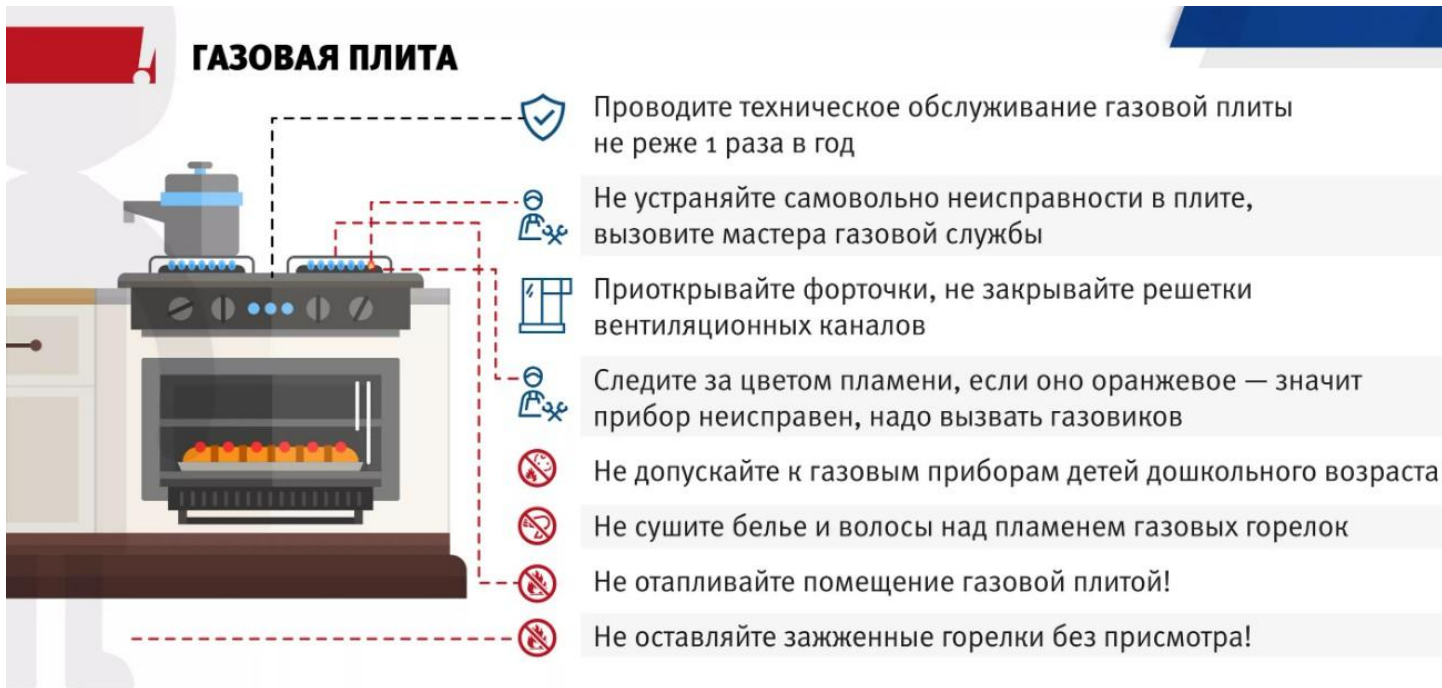 ГАЗОВАЯ ПЛИТА
Проводите техническое обслуживание газовой плиты
не реже 1 раза в год
Не устраняйте самовольно неисправности в плите,
вызовите мастера газовой службы
Приоткрывайте форточки, не закрывайте решетки
вентиляционных каналов
Следите за цветом пламени, если оно оранжевое — значит
прибор неисправен, надо вызвать газовиков
Не допускайте к газовым приборам детей дошкольного возраста
Не сушите белье и волосы над пламенем газовых горелок
Не отапливайте помещение газовой плитой!
Не оставляйте зажженные горелки без присмотра!